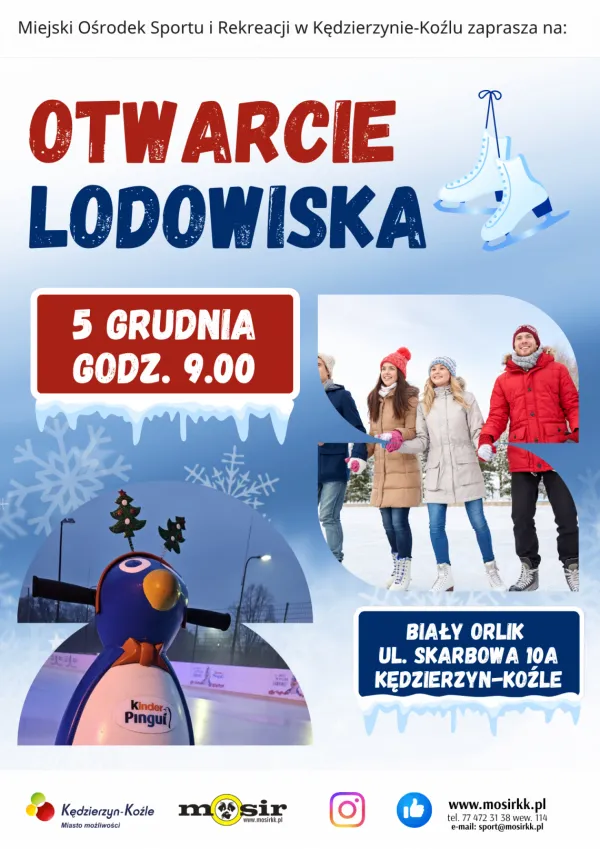 Miejski Ośrodek Sportu i Rekreacji w Kędzierzynie-Koźlu zaprasza na:
OTWARCIE
LODOWISKA
5 GRUDNIA
GODZ. 9.00
Kinder
Pinguí
BIAŁY ORLIK
UL. SKARBOWA 10A
KĘDZIERZYN-KOŹLE
Kędzierzyn-Koźle
Miasto możliwości
mosir
www.mosirkk.pl
www.mosirkk.pl
tel. 77 472 31 38 wew. 114
e-mail: sport@mosirkk.pl